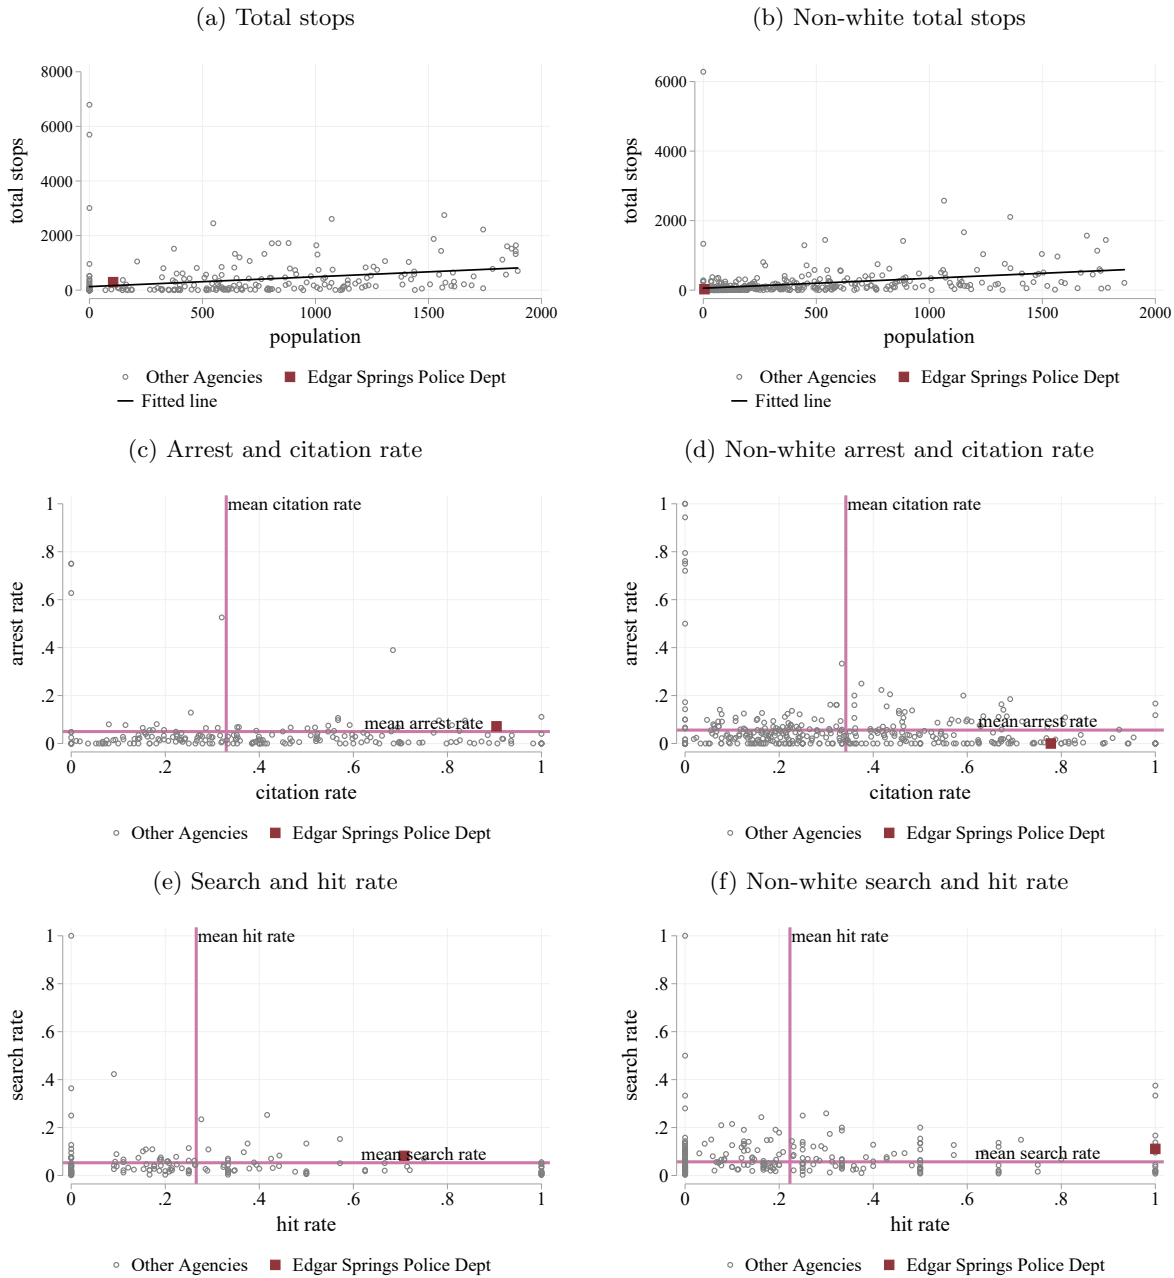 (a) Total stops
8000
6000
4000
2000
0
total stops
0 500 1000 1500 2000
population
Other Agencies Edgar Springs Police Dept
Fitted line
(b) Non-white total stops
6000
4000
2000
0
total stops
0 500 1000 1500 2000
population
Other Agencies Edgar Springs Police Dept
Fitted line
(c) Arrest and citation rate
1
.8
.6
.4
.2
0
arrest rate
mean citation rate
mean arrest rate
0 .2 .4 .6 .8 1
citation rate
Other Agencies Edgar Springs Police Dept
(d) Non-white arrest and citation rate
1
.8
.6
.4
.2
0
arrest rate
mean citation rate
mean arrest rate
0 .2 .4 .6 .8 1
citation rate
Other Agencies Edgar Springs Police Dept
(e) Search and hit rate
1
.8
.6
.4
.2
0
search rate
mean hit rate
mean search rate
0 .2 .4 .6 .8 1
hit rate
Other Agencies Edgar Springs Police Dept
(f) Non-white search and hit rate
1
.8
.6
.4
.2
0
search rate
mean hit rate
mean search rate
0 .2 .4 .6 .8 1
hit rate
Other Agencies Edgar Springs Police Dept